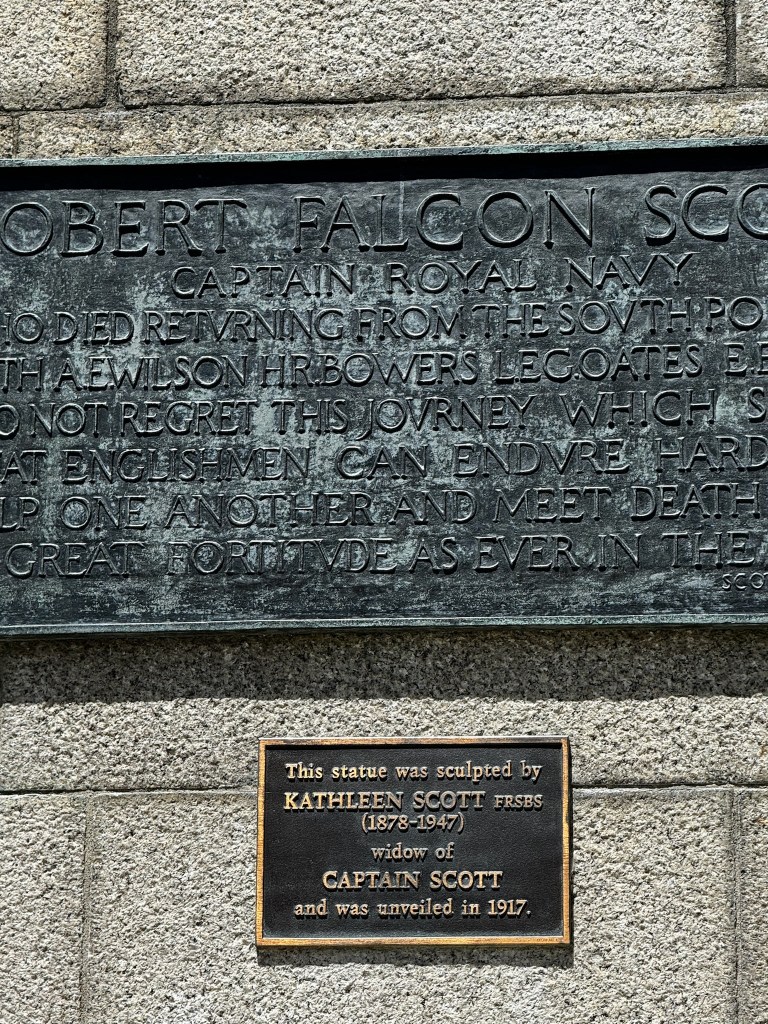 OBERT FALCON SCO
CAPTAIN ROYAL NAVY
HO DIED RETVRNING FROM THE SOVTH PO
TH A.E.WILSON H.R.BOWERS L.E.G.OATES E.E
O NOT REGRET THIS JOVRNEY WHICH S
AT ENGLISHMEN CAN ENDVRE HARD
LP ONE ANOTHER AND MEET DEATH
GREAT FORTITVDE AS EVER IN THE
SCO
This statue was sculpted by
KATHLEEN SCOTT FRSBS
(1878-1947)
widow of
CAPTAIN SCOTT
and was unveiled in 1917.